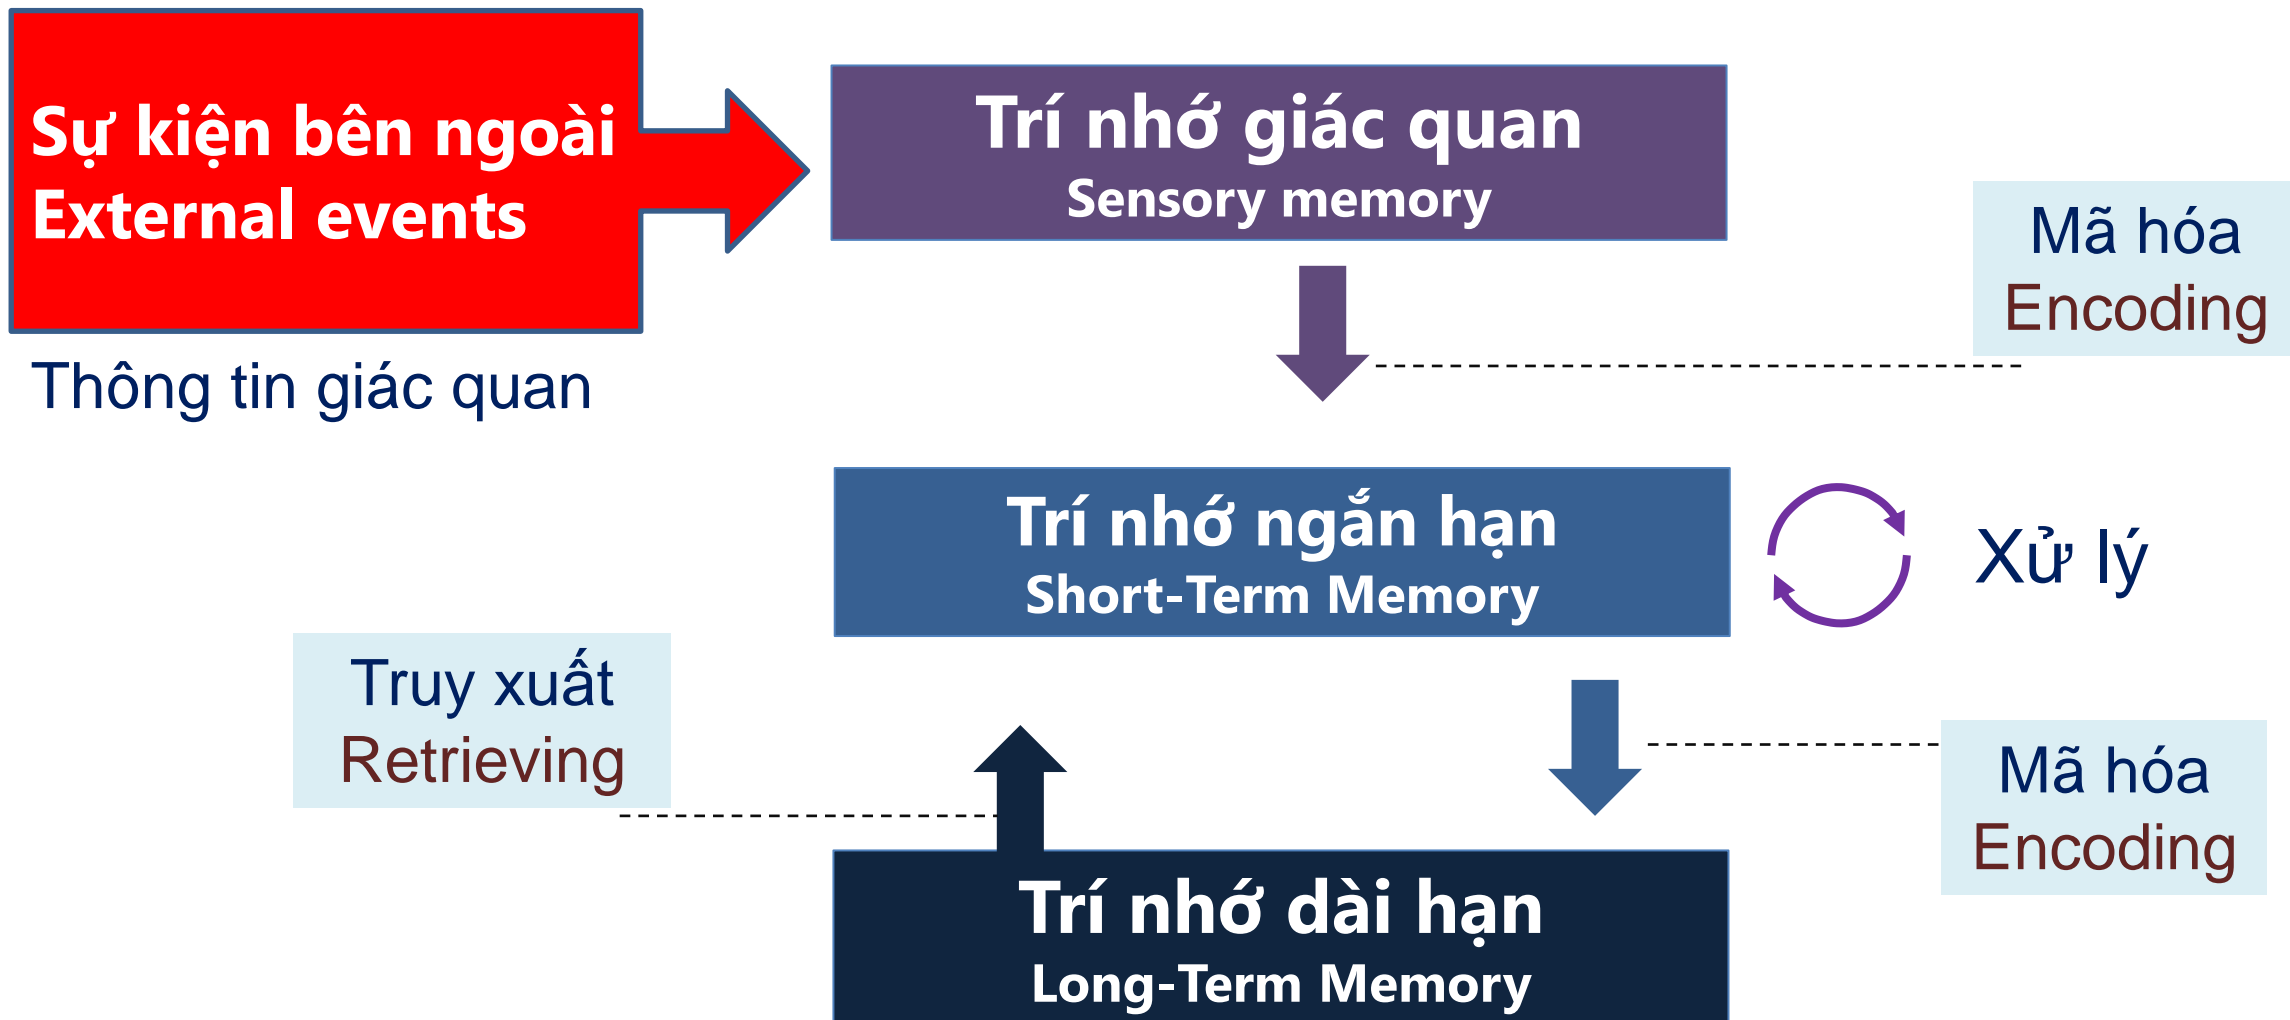 Sự kiện bên ngoài
External events
Thông tin giác quan
Trí nhớ giác quan
Sensory memory
Mã hóa
Encoding
Trí nhớ ngắn hạn
Short-Term Memory
Xử lý
Truy xuất
Retrieving
Mã hóa
Encoding
Trí nhớ dài hạn
Long-Term Memory